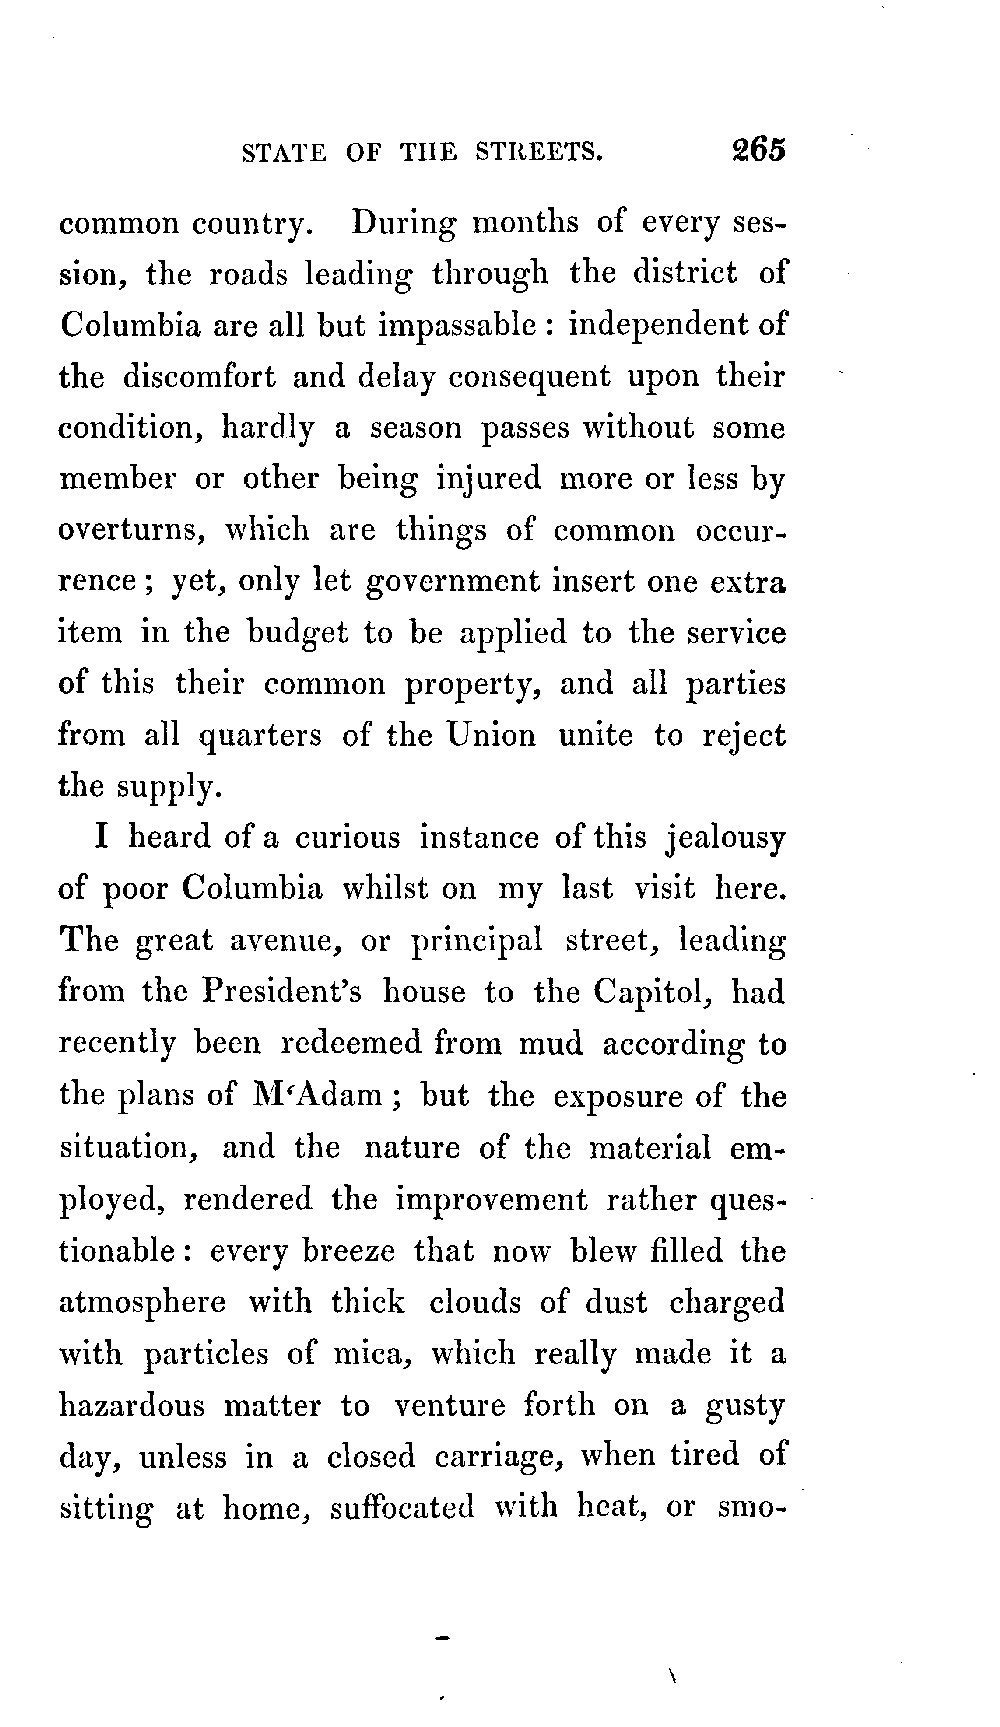 STATE OF THE STREETS. 265
common country. During months of every ses-
sion, the roads leading through the district of
Columbia are all but impassable : independent of
the discomfort and delay consequent upon their
condition, hardly a season passes without some
member or other being injured more or less by
overturns, which are things of common occur-
rence ; yet, only let government insert one extra
item in the budget to be applied to the service
of this their common property, and all parties
from all quarters of the Union unite to reject
the supply.
I heard of a curious instance of this jealousy
of poor Columbia whilst on my last visit here.
The great avenue, or principal street, leading
from the President's house to the Capitol, had
recently been redeemed from mud according to
the plans of M‘Adam ; but the exposure of the
situation, and the nature of the material em-
ployed, rendered the improvement rather ques-
tionable : every breeze that now blew filled the
atmosphere with thick clouds of dust charged
with particles of mica, which really made it a
hazardous matter to venture forth on a gusty
day, unless in a closed carriage, when tired of
sitting at home, suffocated with heat, or smo-